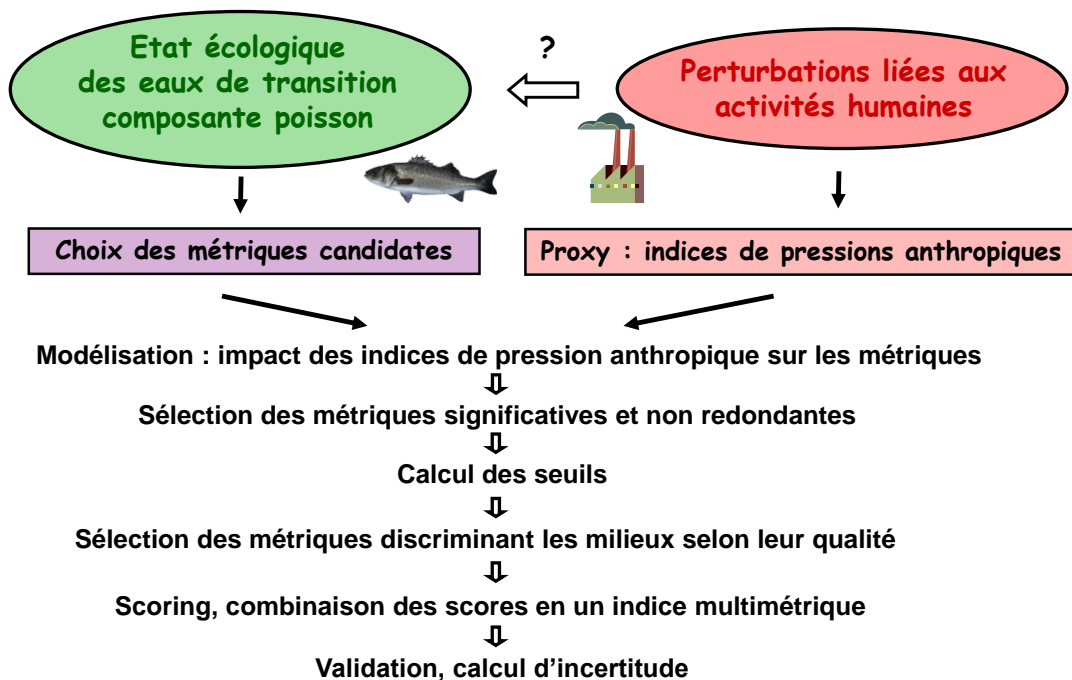 Etat écologique
des eaux de transition
composante poisson
?
Perturbations liées aux
activités humaines
Choix des métriques candidates
Proxy : indices de pressions anthropiques
Modélisation : impact des indices de pression anthropique sur les métriques
Sélection des métriques significatives et non redondantes
Calcul des seuils
Sélection des métriques discriminant les milieux selon leur qualité
Scoring, combinaison des scores en un indice multimétrique
Validation, calcul d'incertitude